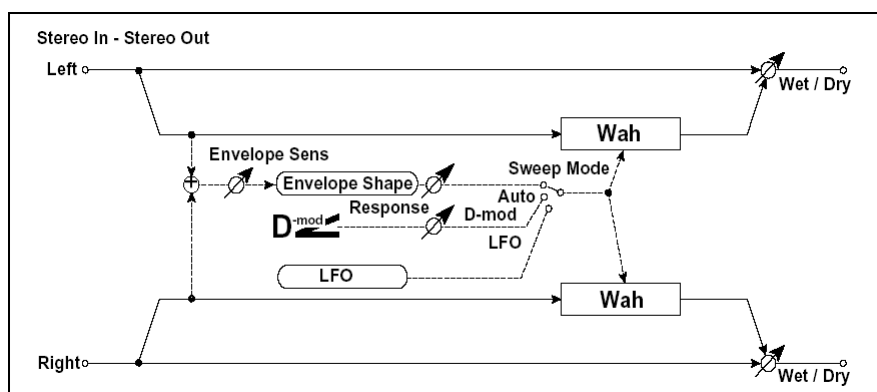 Stereo In - Stereo Out
Left
Wet / Dry
Wah
Envelope Sens
Sweep Mode
Envelope Shape
Auto
Response
D-mod
D-mod
LFO
LFO
Wah
Right
Wet / Dry